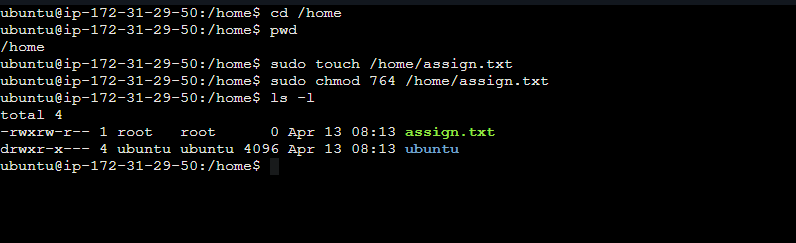 ubuntu@ip-172-31-29-50:/home$ cd /home
ubuntu@ip-172-31-29-50:/home$ pwd
/home
ubuntu@ip-172-31-29-50:/home$ sudo touch /home/assign.txt
ubuntu@ip-172-31-29-50:/home$ sudo chmod 764 /home/assign.txt
ubuntu@ip-172-31-29-50:/home$ ls -l
total 4
-rwxrw-r-- 1 root   root      0 Apr 13 08:13 assign.txt
drwxr-x--- 4 ubuntu ubuntu 4096 Apr 13 08:13 ubuntu
ubuntu@ip-172-31-29-50:/home$